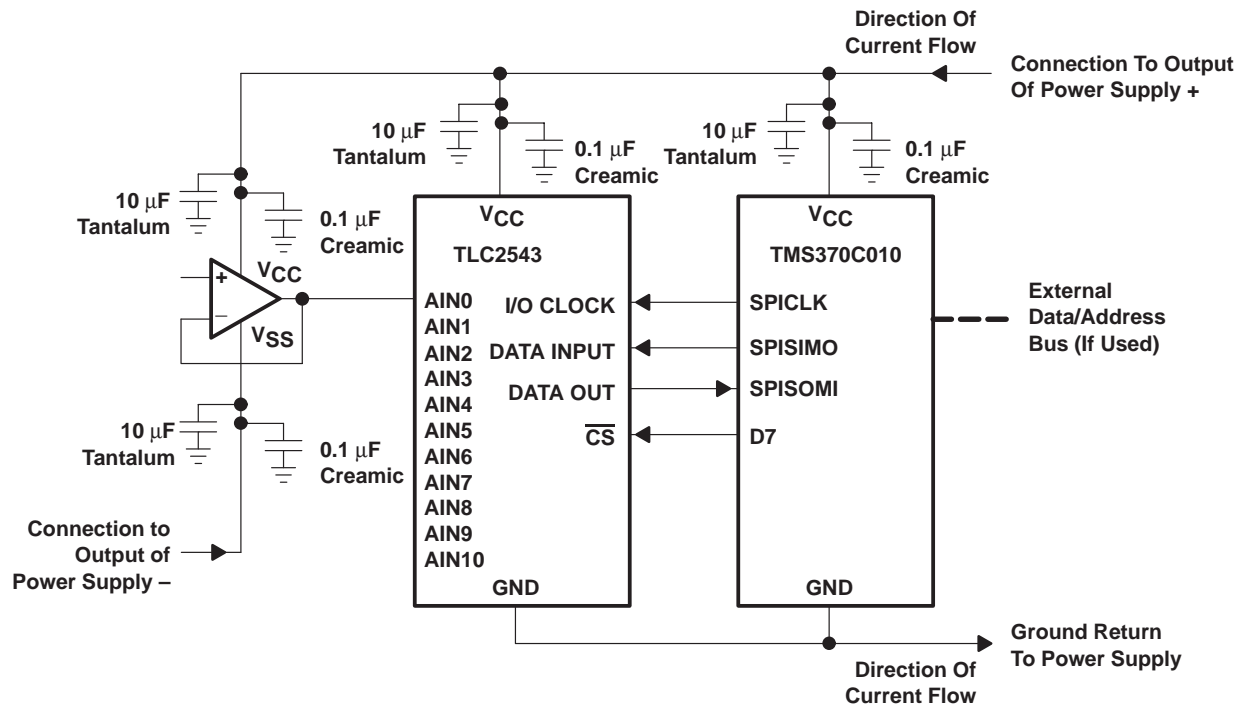 Direction Of
Current Flow
Connection To Output
Of Power Supply +
10 μF
Tantalum
0.1 μF
Creamic
10 μF
Tantalum
0.1 μF
Creamic
10 μF
Tantalum
0.1 μF
Creamic
VCC
VSS
+
–
10 μF
Tantalum
0.1 μF
Creamic
Connection to
Output of
Power Supply –
VCC
TLC2543
AIN0
AIN1
AIN2
AIN3
AIN4
AIN5
AIN6
AIN7
AIN8
AIN9
AIN10
I/O CLOCK
DATA INPUT
DATA OUT
C̅S̅
GND
VCC
TMS370C010
SPICLK
SPISIMO
SPISOMI
D7
GND
External
Data/Address
Bus (If Used)
Ground Return
To Power Supply
Direction Of
Current Flow